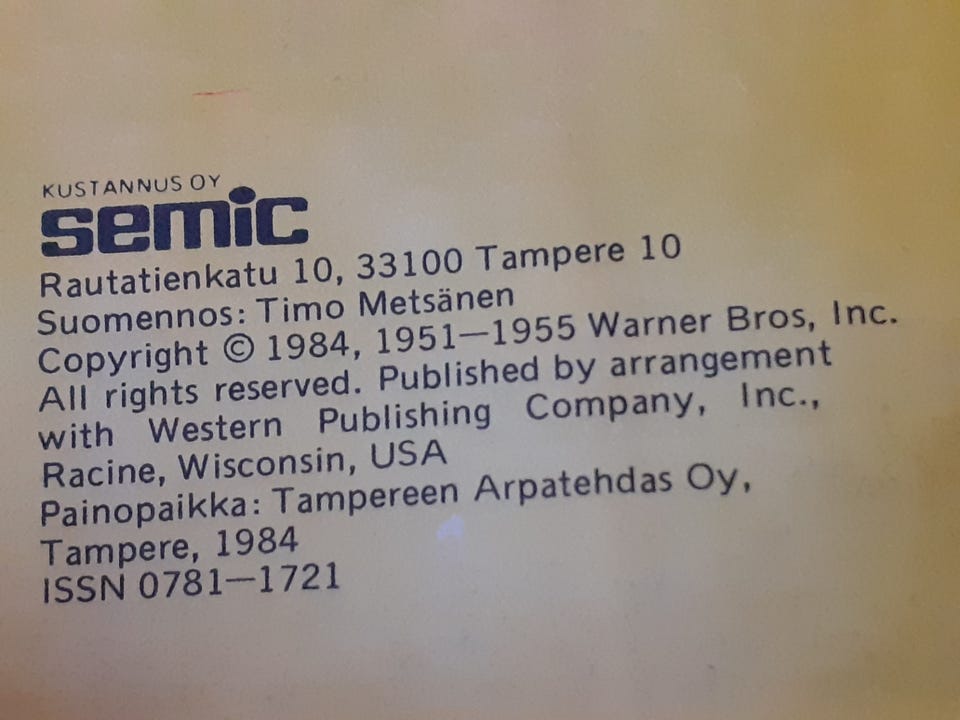 KUSTANNUS OY
semic
Rautatienkatu 10, 33100 Tampere 10
Suomennos: Timo Metsänen
Copyright © 1984, 1951—1955 Warner Bros, Inc.
All rights reserved. Published by arrangement
with Western Publishing Company, Inc.,
Racine, Wisconsin, USA
Painopaikka: Tampereen Arpatehdas Oy,
Tampere, 1984
ISSN 0781—1721